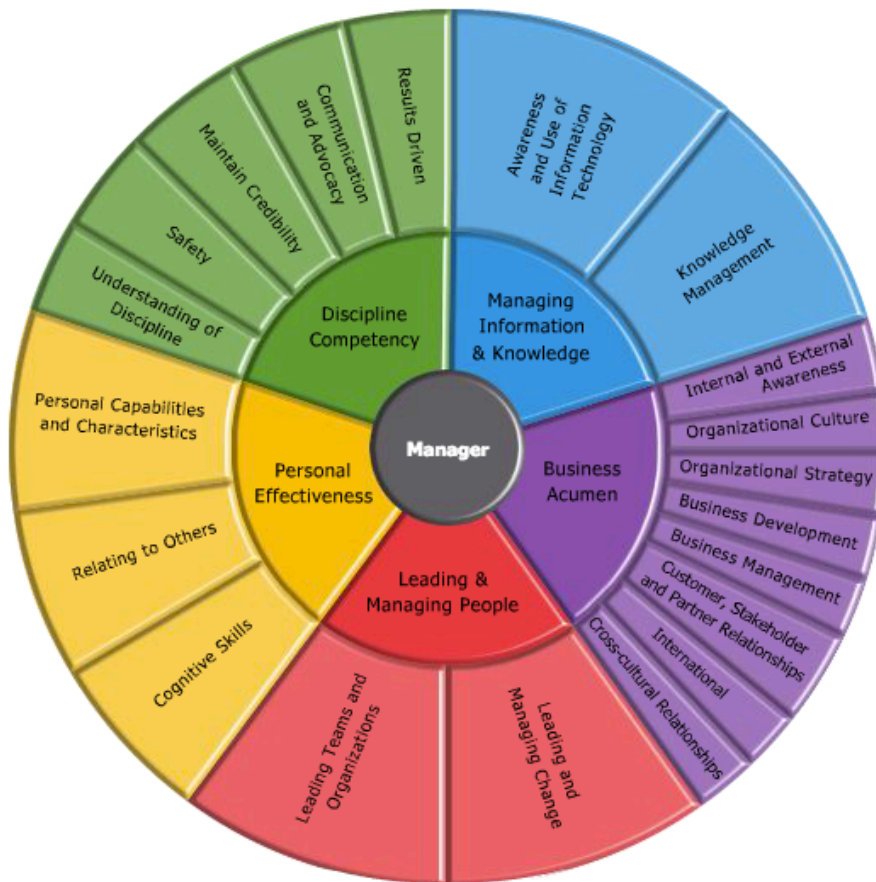 Manager
Managing
Information
& Knowledge
Awareness
and Use of
Information
Technology
Knowledge
Management
Business
Acumen
Internal and External
Awareness
Organizational Culture
Organizational Strategy
Business Development
Business Management
Customer, Stakeholder
and Partner Relationships
International
Cross-cultural Relationships
Leading &
Managing People
Leading and
Managing Change
Leading Teams and
Organizations
Personal
Effectiveness
Cognitive Skills
Relating to Others
Personal Capabilities
and Characteristics
Discipline
Competency
Understanding of
Discipline
Safety
Maintain Credibility
Communication
and Advocacy
Results Driven